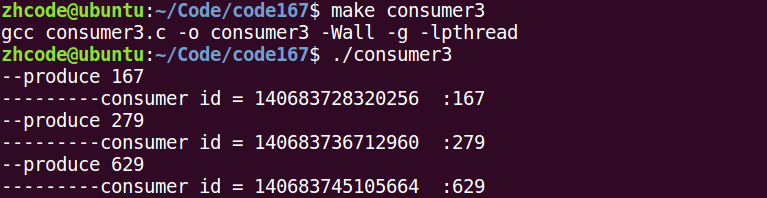 zhcode@ubuntu:~/Code/code167$ make consumer3
gcc consumer3.c -o consumer3 -Wall -g -lpthread
zhcode@ubuntu:~/Code/code167$ ./consumer3
--produce 167
---------consumer id = 140683728320256  :167
--produce 279
---------consumer id = 140683736712960  :279
--produce 629
---------consumer id = 140683745105664  :629